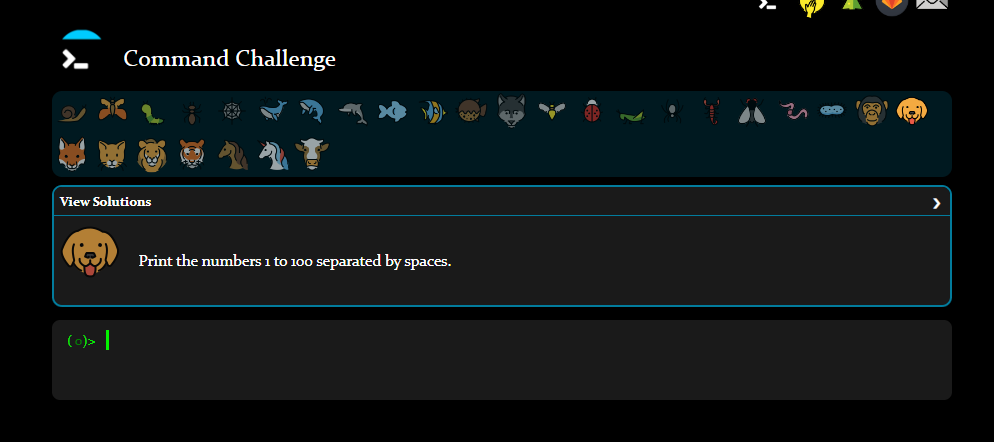 Command Challenge
View Solutions
Print the numbers 1 to 100 separated by spaces.
(○)>